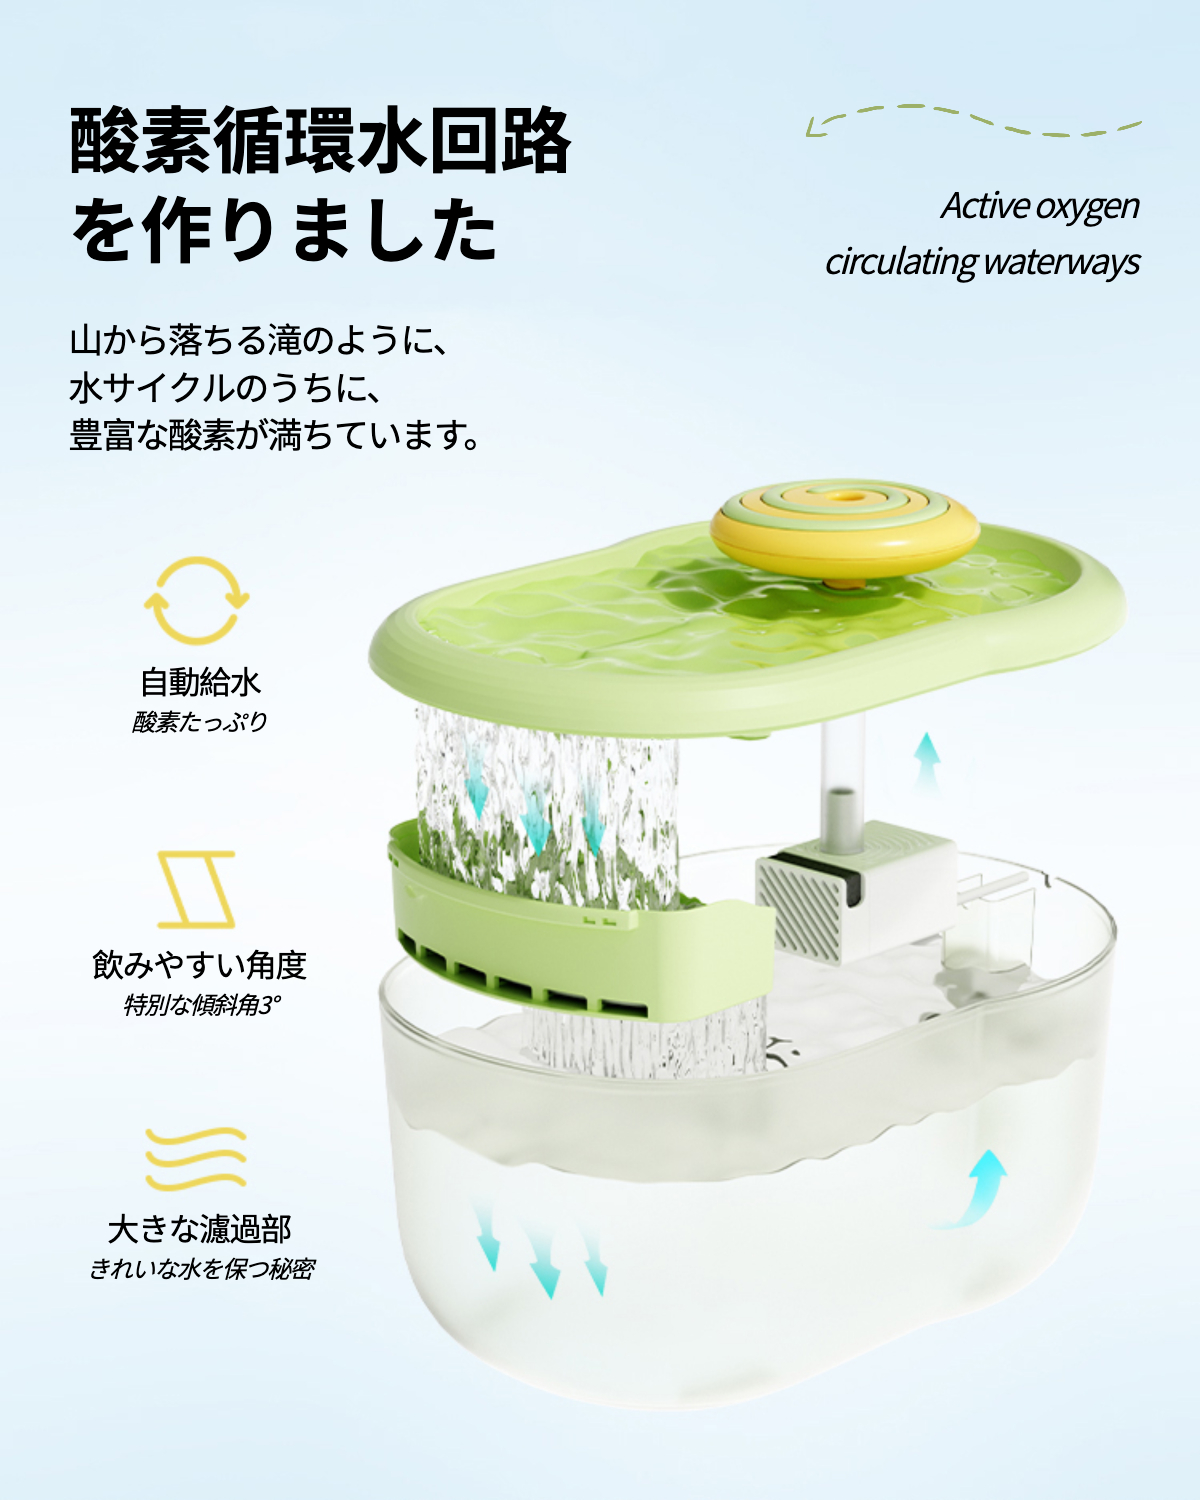 酸素循環水回路
を作りました
Active oxygen
circulating waterways
山から落ちる滝のように、
水サイクルのうちに、
豊富な酸素が満ちています。
自動給水
酸素たっぷり
飲みやすい角度
特別な傾斜角3°
大きな濾過部
きれいな水を保つ秘密